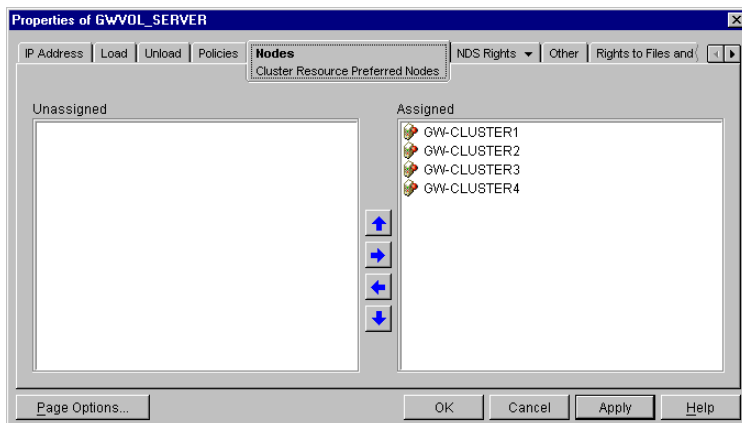 Properties of GWVOL_SERVER
IP Address Load Unload Policies Nodes NDS Rights Other Rights to Files and
Cluster Resource Preferred Nodes
Unassigned Assigned
GW-CLUSTER1
GW-CLUSTER2
GW-CLUSTER3
GW-CLUSTER4
Page Options... OK Cancel Apply Help